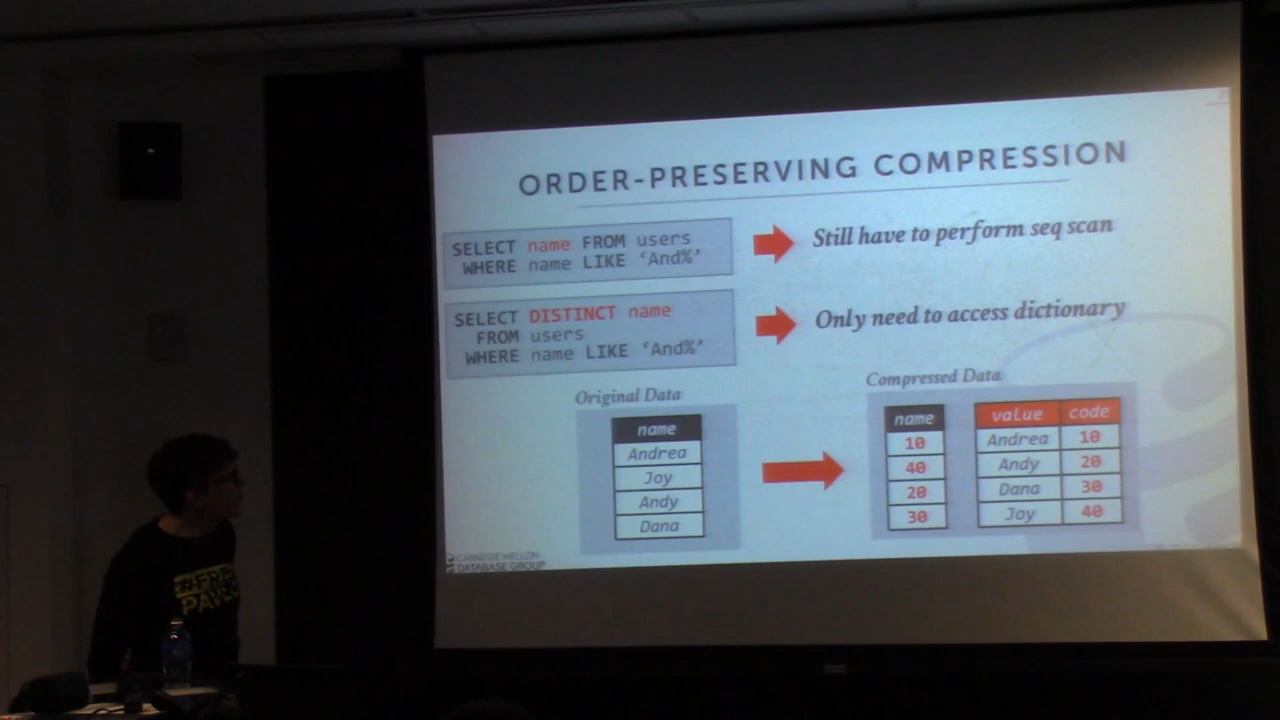 ORDER-PRESERVING COMPRESSION
SELECT name FROM users
WHERE name LIKE ‘And%’
Still have to perform seq scan
SELECT DISTINCT name
FROM users
WHERE name LIKE ‘And%’
Only need to access dictionary
Original Data
name
Andrea
Joy
Andy
Dana
Compressed Data
name
10
40
20
30
value code
Andrea 10
Andy 20
Dana 30
Joy 40
CARNEGIE MELLON
DATABASE GROUP